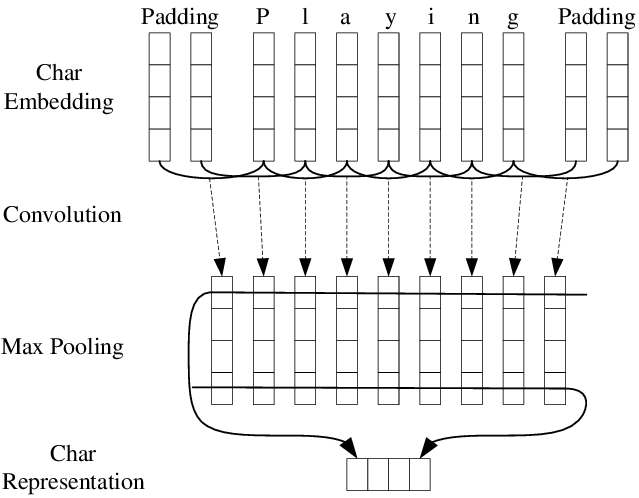 Padding P l a y i n g Padding
Char
Embedding
Convolution
Max Pooling
Char
Representation